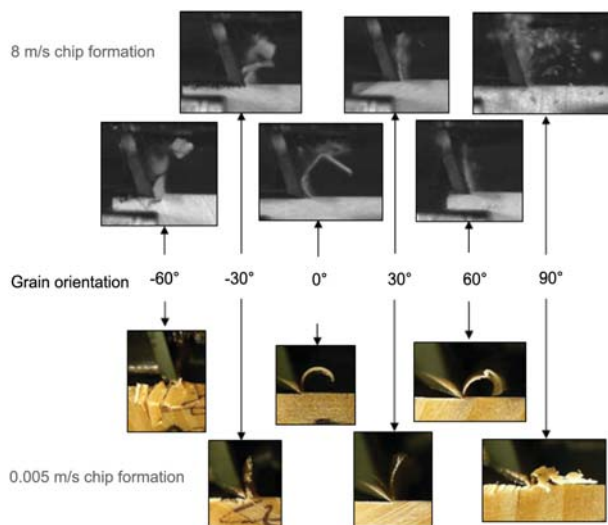 8 m/s chip formation
Grain orientation -60° -30° 0° 30° 60° 90°
0.005 m/s chip formation